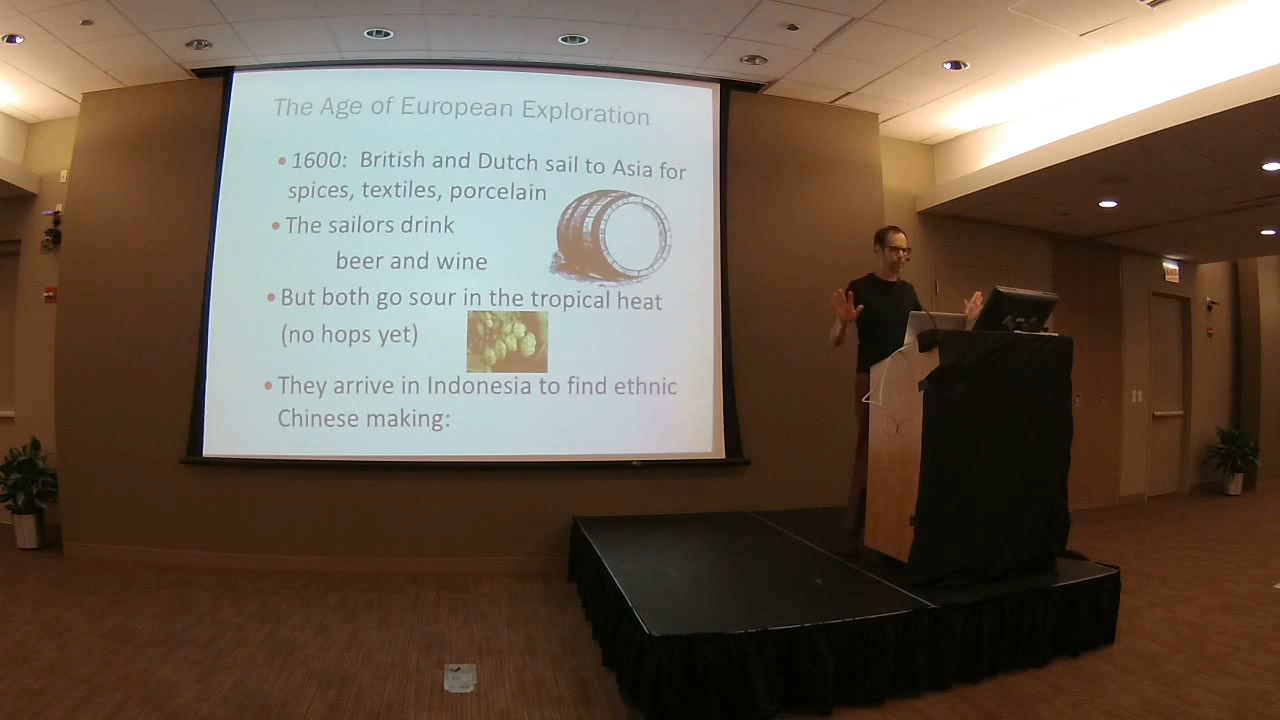 The Age of European Exploration
• 1600: British and Dutch sail to Asia for
spices, textiles, porcelain
• The sailors drink
beer and wine
• But both go sour in the tropical heat
(no hops yet)
• They arrive in Indonesia to find ethnic
Chinese making: